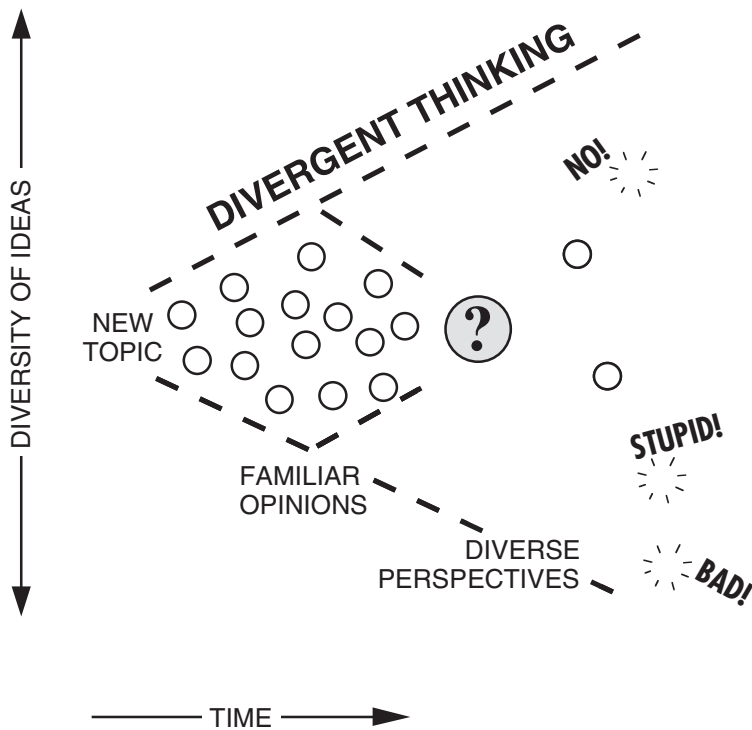 DIVERSITY OF IDEAS
DIVERGENT THINKING
NO!
NEW
TOPIC
?
STUPID!
FAMILIAR
OPINIONS
DIVERSE
PERSPECTIVES
BAD!
TIME